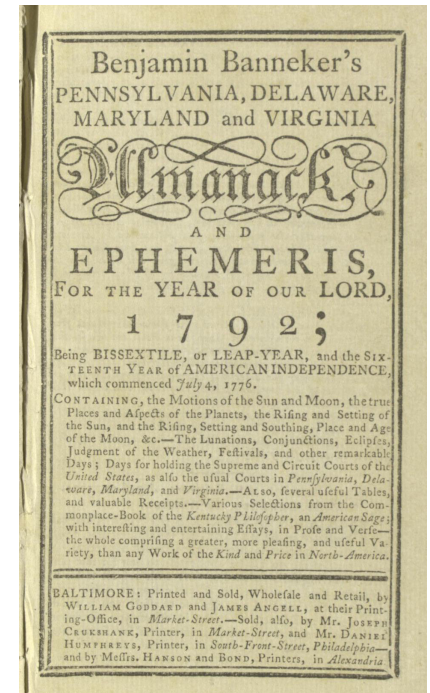 Benjamin Banneker's
PENNSYLVANIA, DELAWARE,
MARYLAND and VIRGINIA
Almanack,
AND
EPHEMERIS,
FOR THE YEAR OF OUR LORD,
1792;
Being BISSEXTILE, or LEAP-YEAR, and the SIX-
TEENTH YEAR of AMERICAN INDEPENDENCE,
which commenced July 4, 1776.
CONTAINING, the Motions of the Sun and Moon, the true
Places and Aſpects of the Planets, the Riſing and Setting of
the Sun, and the Riſing, Setting and Southing, Place and Age
of the Moon, &c.—The Lunations, Conjunctions, Eclipſes,
Judgment of the Weather, Feſtivals, and other remarkable
Days; Days for holding the Supreme and Circuit Courts of the
United States, as alſo the uſual Courts in Pennſylvania, Dela-
ware, Maryland, and Virginia.—ALSO, ſeveral uſeful Tables,
and valuable Receipts.—Various Selections from the Com-
monplace-Book of the Kentucky Philoſopher, an American Sage;
with intereſting and entertaining Eſſays, in Proſe and Verſe—
the whole compriſing a greater, more pleaſing, and uſeful Va-
riety, than any Work of the Kind and Price in North-America.
BALTIMORE: Printed and Sold, Wholeſale and Retail, by
WILLIAM GODDARD and JAMES ANGELL, at their Print-
ing-Office, in Market-Street.—Sold, alſo, by Mr. JOSEPH
CRUKSHANK, Printer, in Market-Street, and Mr. DANIEL
HUMPHREYS, Printer, in South-Front-Street, Philadelphia—
and by Meſſrs. HANSON and BOND, Printers, in Alexandria